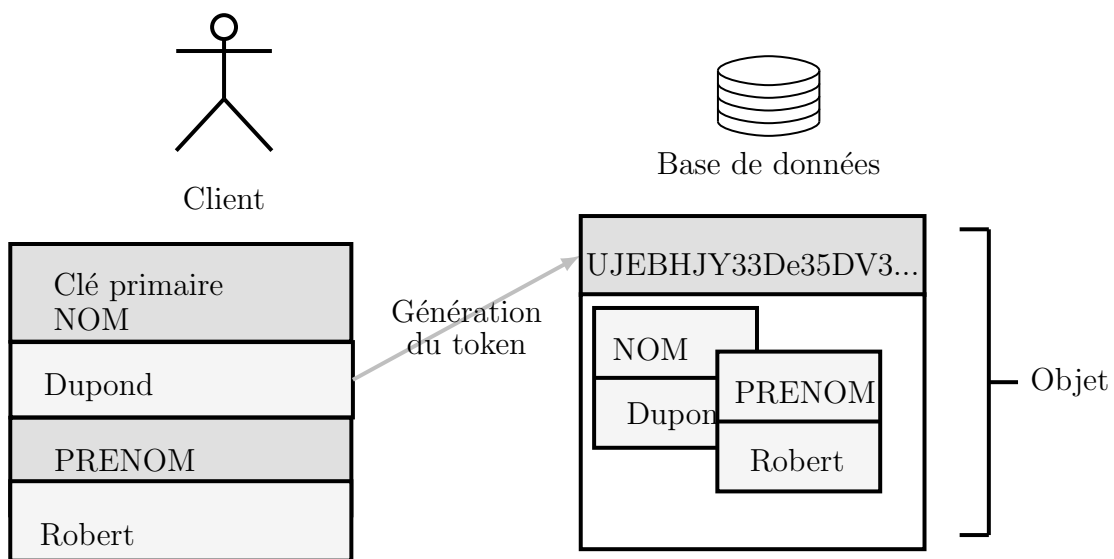 Client
Base de données
Clé primaire
NOM
Dupond
PRENOM
Robert
Génération
du token
UJEBHJY33De35DV3...
NOM
Dupon
PRENOM
Robert
Objet